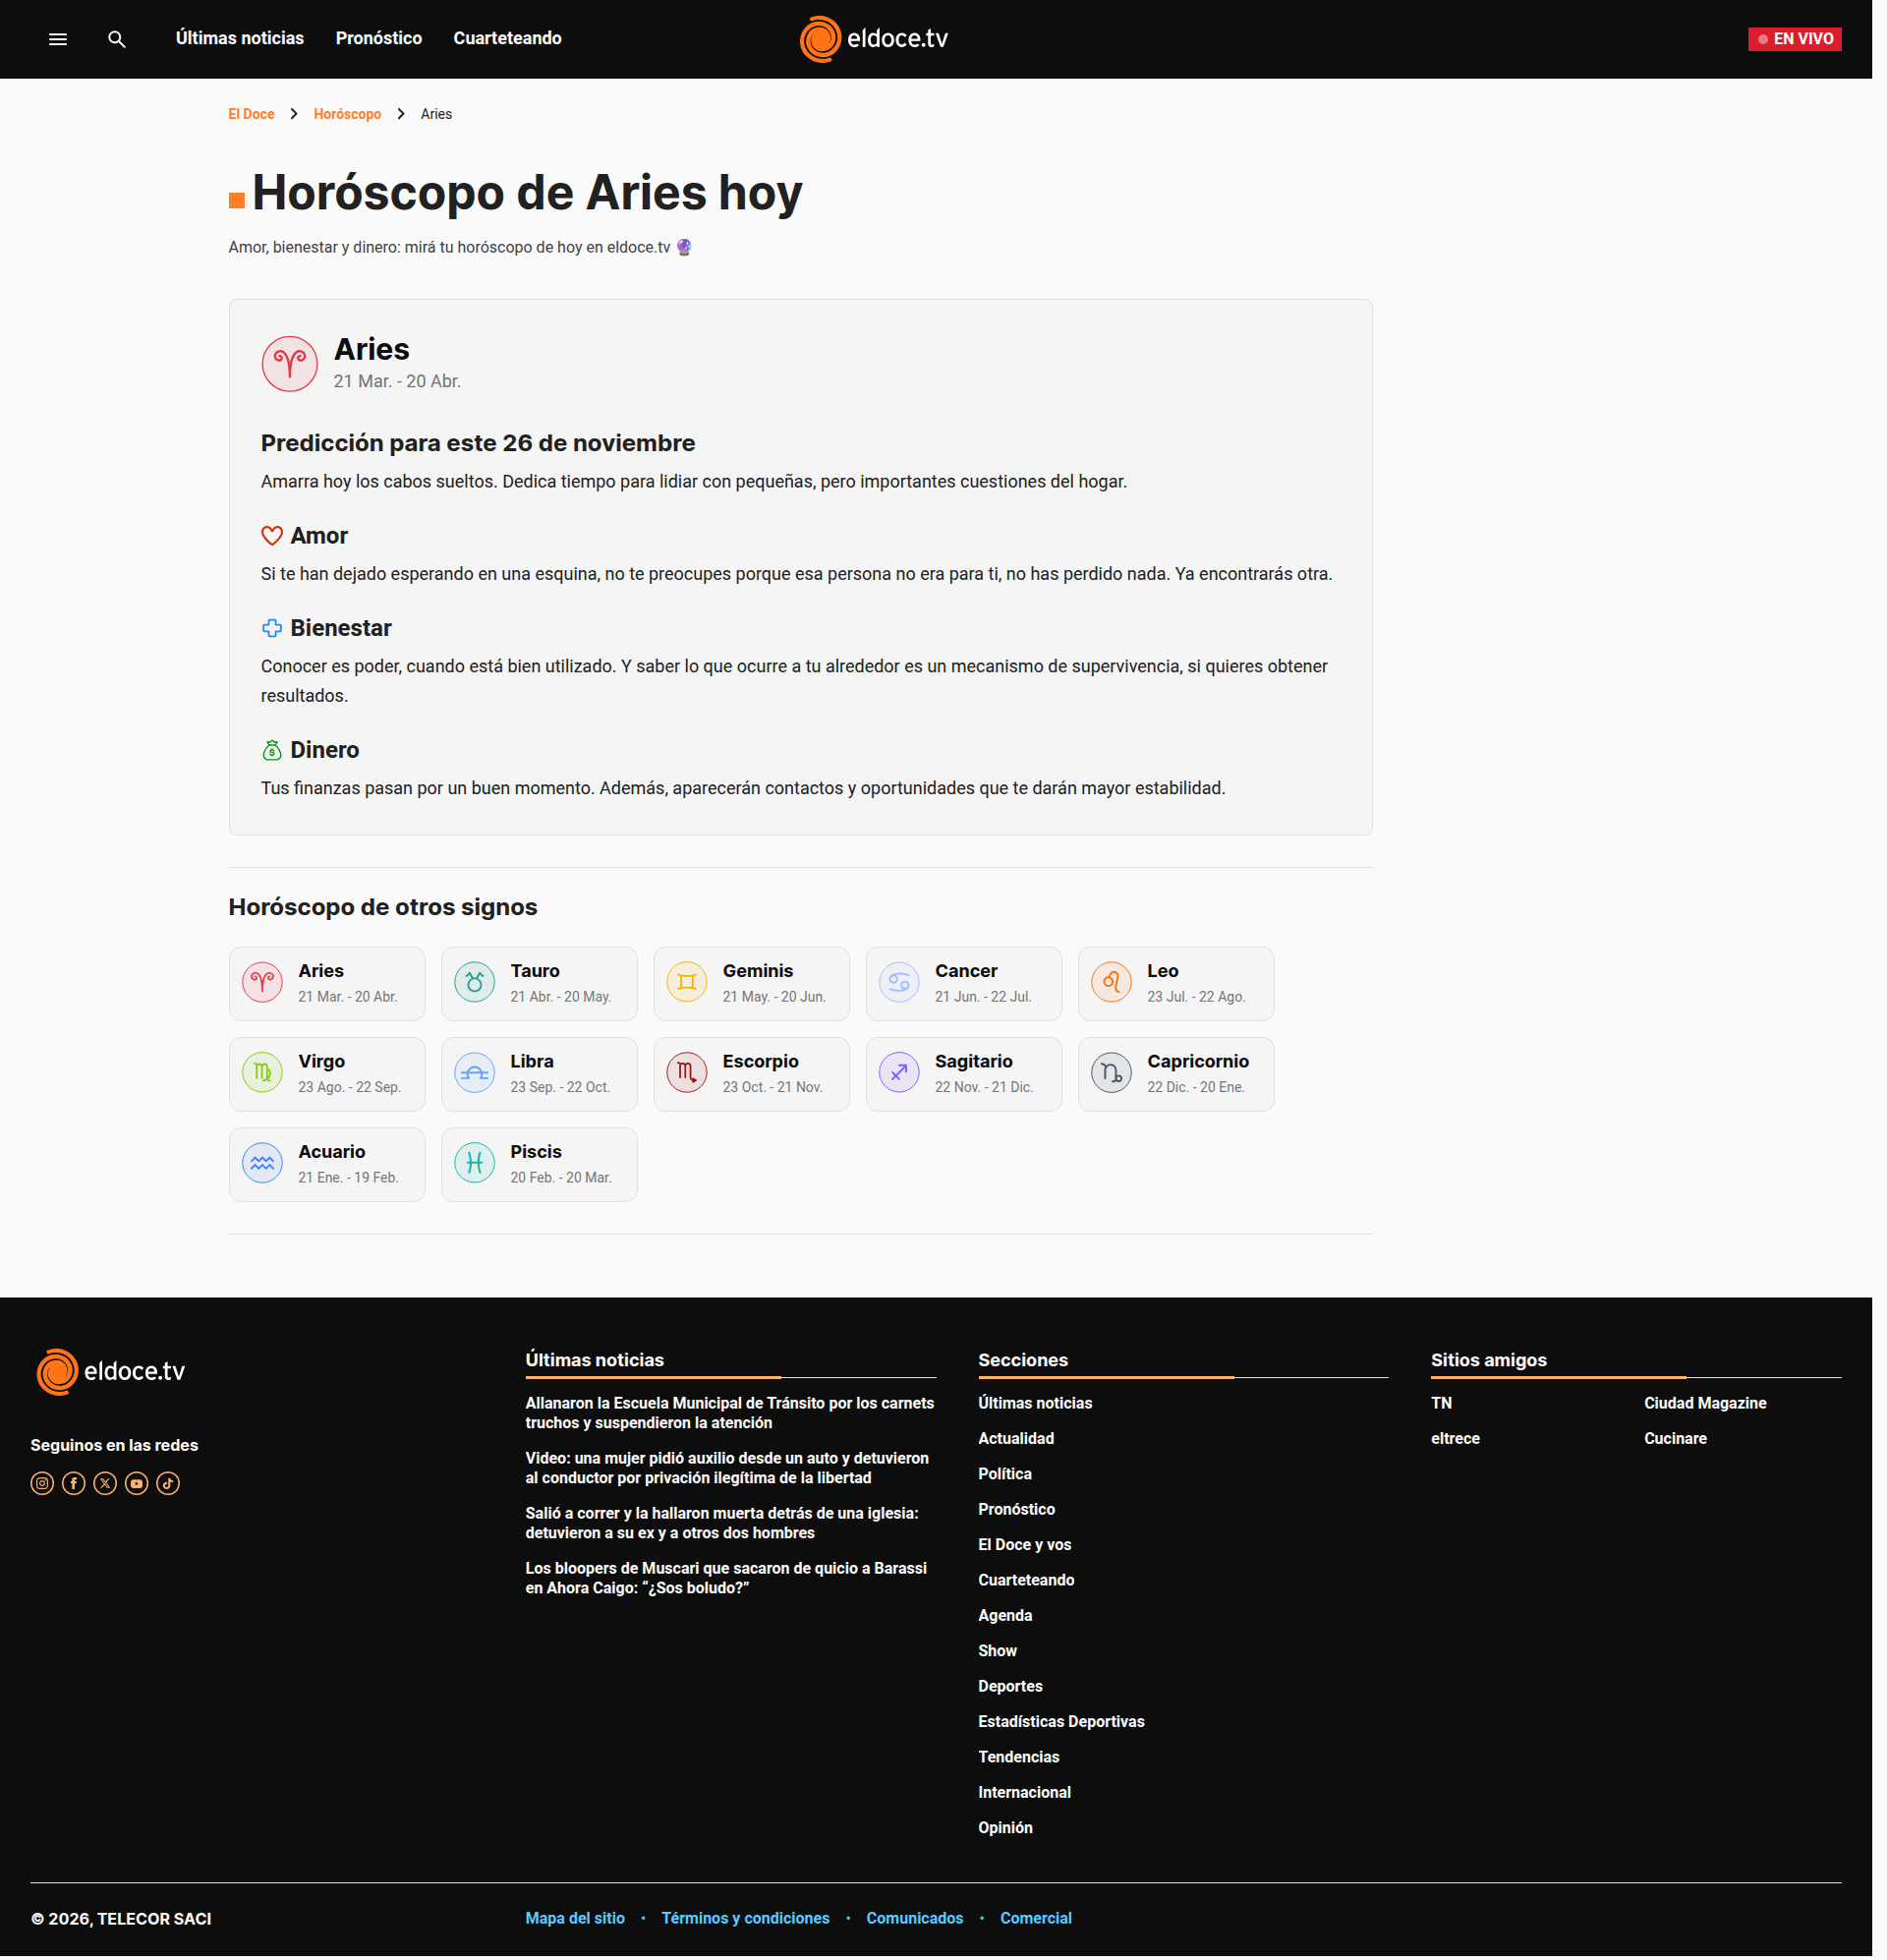 Últimas noticias
Pronóstico
Cuarteteando
eldoce.tv
EN VIVO
El Doce
Horóscopo
Aries
Horóscopo de Aries hoy
Amor, bienestar y dinero: mirá tu horóscopo de hoy en eldoce.tv 🔮
Aries
21 Mar. - 20 Abr.
Predicción para este 26 de noviembre
Amarra hoy los cabos sueltos. Dedica tiempo para lidiar con pequeñas, pero importantes cuestiones del hogar.
Amor
Si te han dejado esperando en una esquina, no te preocupes porque esa persona no era para ti, no has perdido nada. Ya encontrarás otra.
Bienestar
Conocer es poder, cuando está bien utilizado. Y saber lo que ocurre a tu alrededor es un mecanismo de supervivencia, si quieres obtener
resultados.
Dinero
Tus finanzas pasan por un buen momento. Además, aparecerán contactos y oportunidades que te darán mayor estabilidad.
Horóscopo de otros signos
Aries
21 Mar. - 20 Abr.
Tauro
21 Abr. - 20 May.
Geminis
21 May. - 20 Jun.
Cancer
21 Jun. - 22 Jul.
Leo
23 Jul. - 22 Ago.
Virgo
23 Ago. - 22 Sep.
Libra
23 Sep. - 22 Oct.
Escorpio
23 Oct. - 21 Nov.
Sagitario
22 Nov. - 21 Dic.
Capricornio
22 Dic. - 20 Ene.
Acuario
21 Ene. - 19 Feb.
Piscis
20 Feb. - 20 Mar.
eldoce.tv
Seguinos en las redes
Últimas noticias
Allanaron la Escuela Municipal de Tránsito por los carnets
truchos y suspendieron la atención
Video: una mujer pidió auxilio desde un auto y detuvieron
al conductor por privación ilegítima de la libertad
Salió a correr y la hallaron muerta detrás de una iglesia:
detuvieron a su ex y a otros dos hombres
Los bloopers de Muscari que sacaron de quicio a Barassi
en Ahora Caigo: “¿Sos boludo?”
Secciones
Últimas noticias
Actualidad
Política
Pronóstico
El Doce y vos
Cuarteteando
Agenda
Show
Deportes
Estadísticas Deportivas
Tendencias
Internacional
Opinión
Sitios amigos
TN
Ciudad Magazine
eltrece
Cucinare
© 2026, TELECOR SACI
Mapa del sitio • Términos y condiciones • Comunicados • Comercial